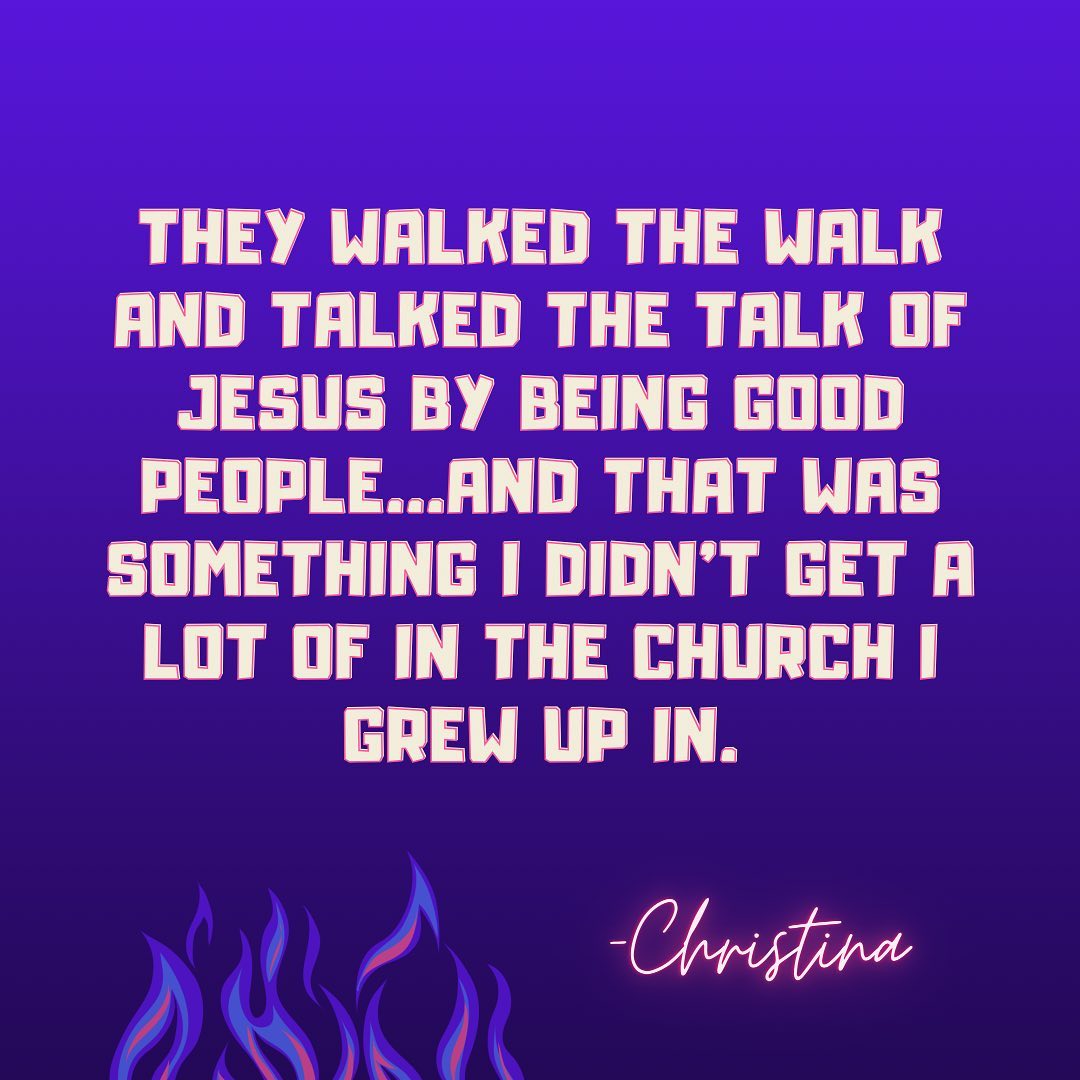 THEY WALKED THE WALK
AND TALKED THE TALK OF
JESUS BY BEING GOOD
PEOPLE...AND THAT WAS
SOMETHING I DIDN'T GET A
LOT OF IN THE CHURCH I
GREW UP IN.
-Christina